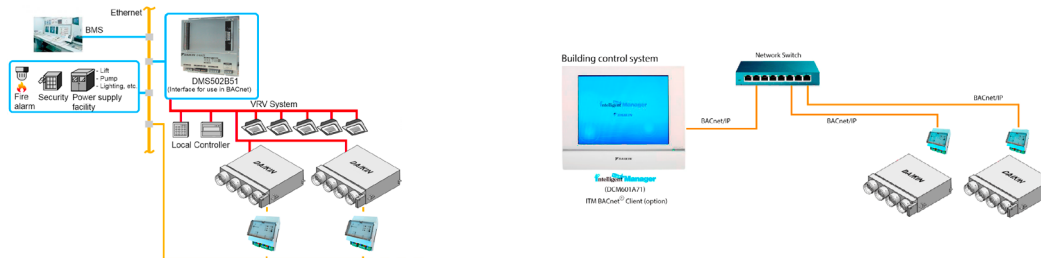 Ethernet
BMS
DMS502B51
(Interface for use in BACnet)
Fire
alarm
Security
Power supply
facility
- Lift
- Pump
- Lighting, etc.
VRV System
Local Controller
DAIKIN
DAIKIN
Building control system
Intelligent Manager
Intelligent Manager
(DCM601A71)
ITM BACnet® Client (option)
Network Switch
BACnet/IP
BACnet/IP
BACnet/IP
DAIKIN
DAIKIN